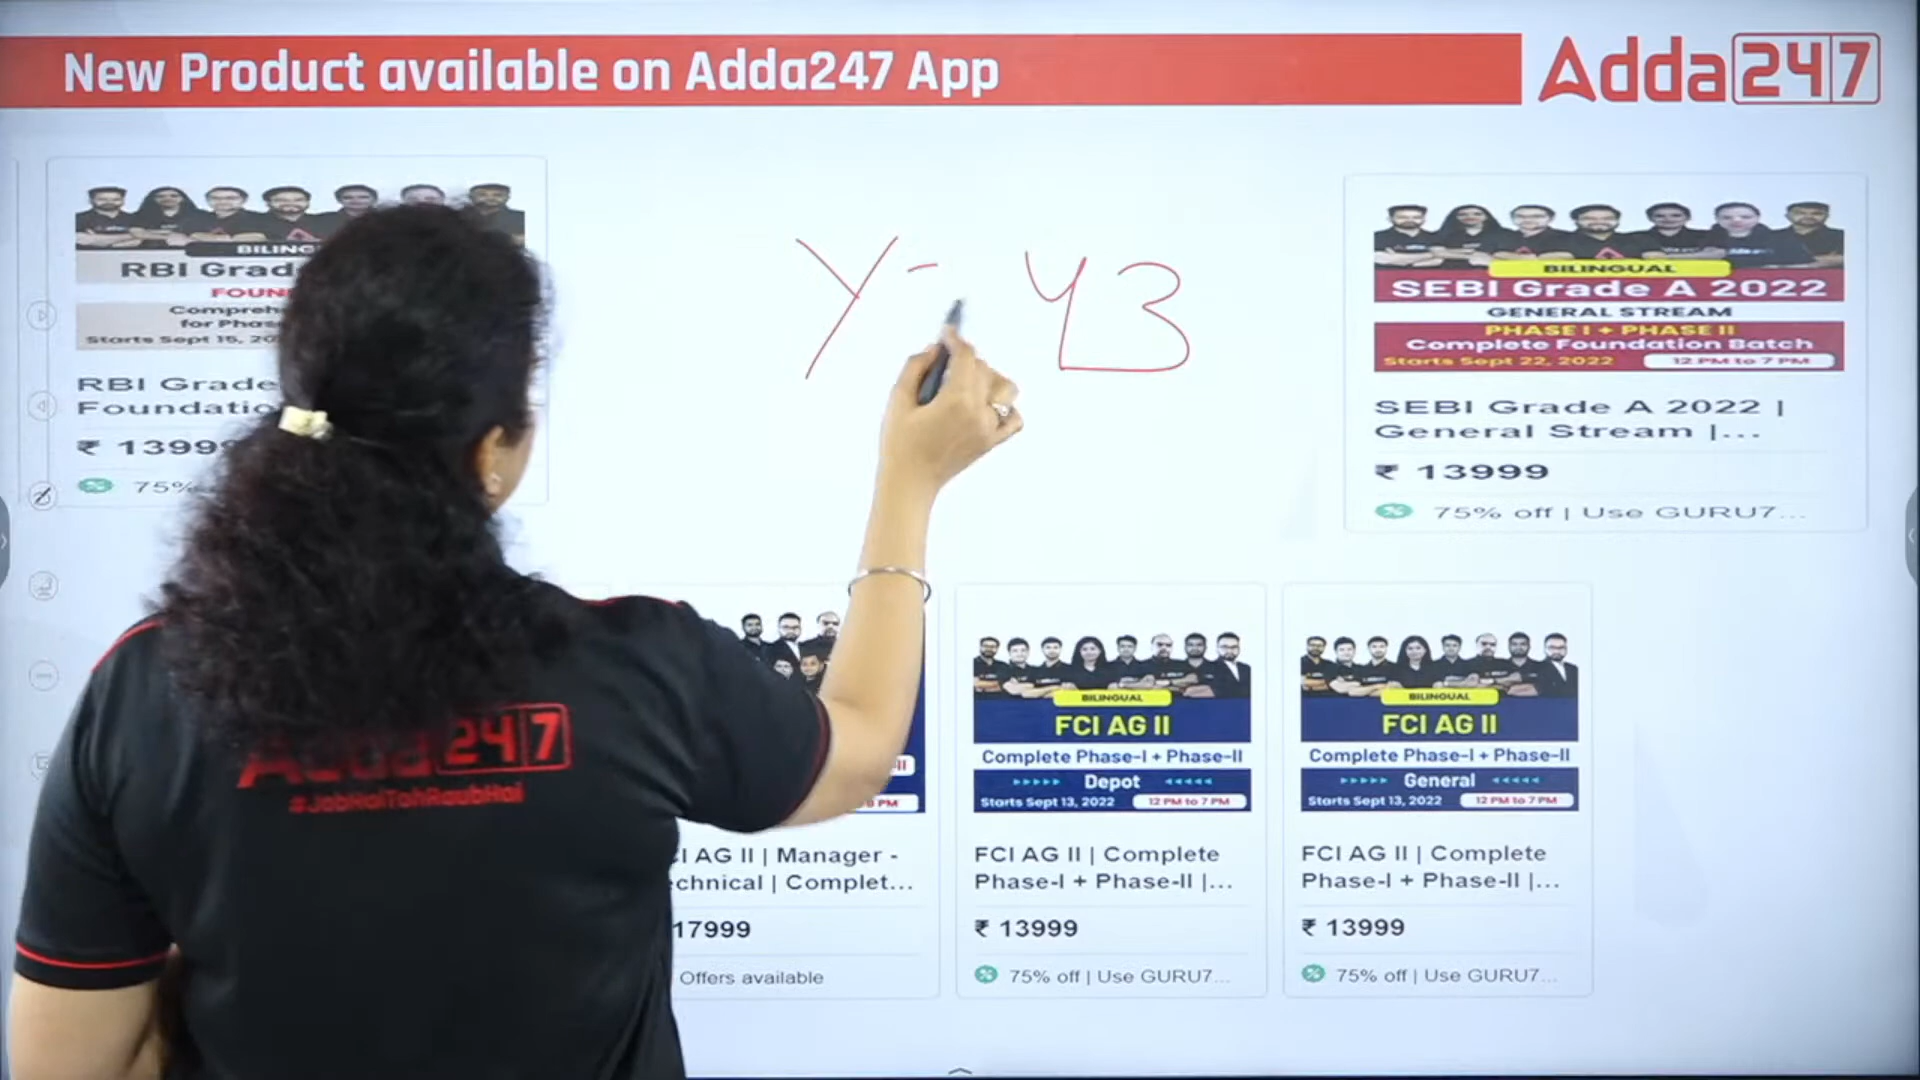 New Product available on Adda247 App
Adda247
BILING
RBI Grad
FOUN
Compreh
for Phas
Starts Sept 15, 20
RBI Grade
Foundatio
₹ 13999
75%
Y = Y3
BILINGUAL
SEBI Grade A 2022
GENERAL STREAM
PHASE I + PHASE II
Complete Foundation Batch
Starts Sept 22, 2022 12 PM to 7 PM
SEBI Grade A 2022 |
General Stream |...
₹ 13999
75% off | Use GURU7...
Adda247
#JobHaiTohRaubHai
8 PM
CI AG II | Manager -
echnical | Complet...
17999
Offers available
BILINGUAL
FCI AG II
Complete Phase-I + Phase-II
Depot
Starts Sept 13, 2022 12 PM to 7 PM
FCI AG II | Complete
Phase-I + Phase-II |...
₹ 13999
75% off | Use GURU7...
BILINGUAL
FCI AG II
Complete Phase-I + Phase-II
General
Starts Sept 13, 2022 12 PM to 7 PM
FCI AG II | Complete
Phase-I + Phase-II |...
₹ 13999
75% off | Use GURU7...